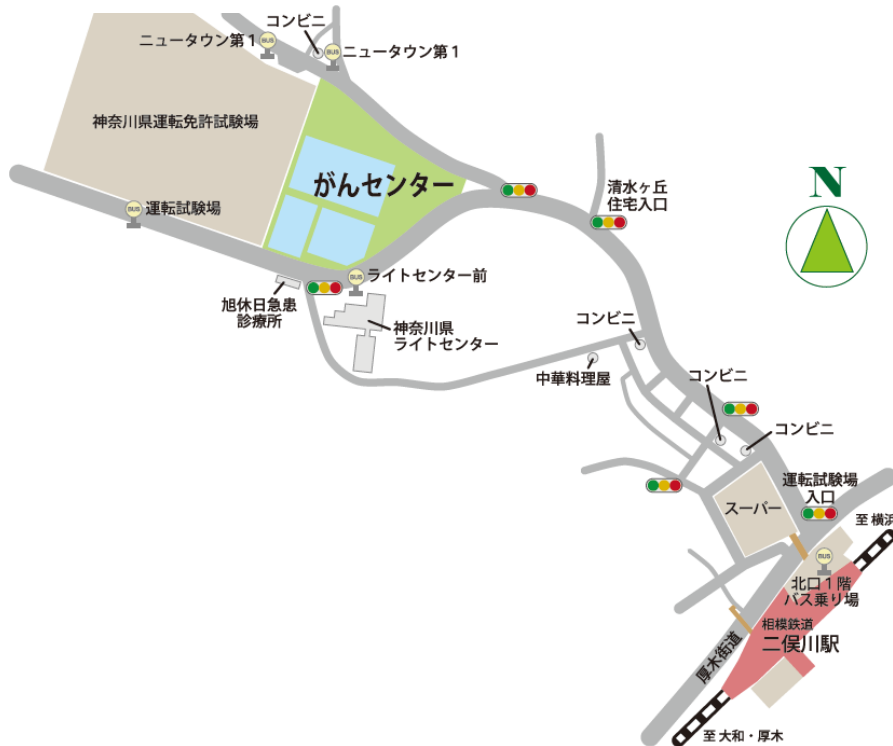 コンビニ
ニュータウン第1
BUS
BUS
ニュータウン第1
N
神奈川県運転免許試験場
がんセンター
清水ヶ丘
住宅入口
BUS
運転試験場
BUS
ライトセンター前
旭休日急患
診療所
神奈川県
ライトセンター
コンビニ
中華料理屋
コンビニ
コンビニ
運転試験場
入口
スーパー
至 横浜
BUS
北口1階
バス乗り場
相模鉄道
二俣川駅
厚木街道
至 大和・厚木